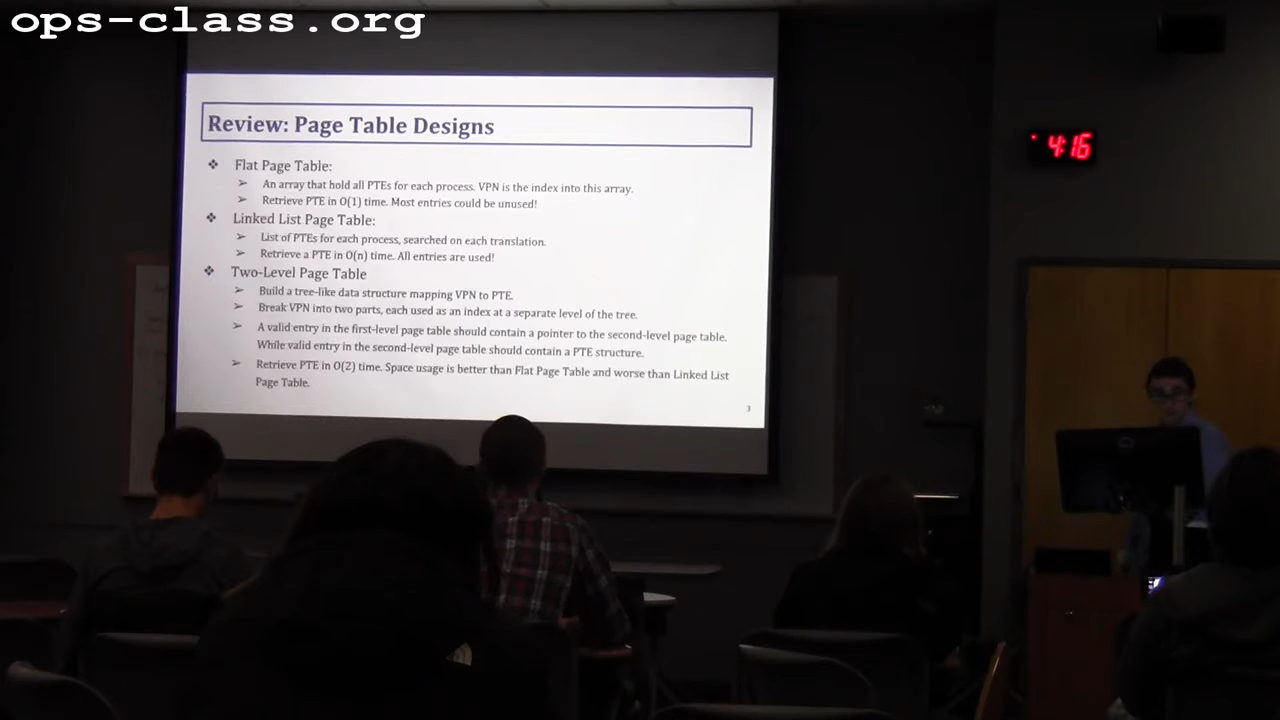 ops-class.org
Review: Page Table Designs
4:16
❖ Flat Page Table:
➢ An array that hold all PTEs for each process. VPN is the index into this array.
➢ Retrieve PTE in O(1) time. Most entries could be unused!
❖ Linked List Page Table:
➢ List of PTEs for each process, searched on each translation.
➢ Retrieve a PTE in O(n) time. All entries are used!
❖ Two-Level Page Table
➢ Build a tree-like data structure mapping VPN to PTE.
➢ Break VPN into two parts, each used as an index at a separate level of the tree.
➢ A valid entry in the first-level page table should contain a pointer to the second-level page table.
While valid entry in the second-level page table should contain a PTE structure.
➢ Retrieve PTE in O(2) time. Space usage is better than Flat Page Table and worse than Linked List
Page Table.
3